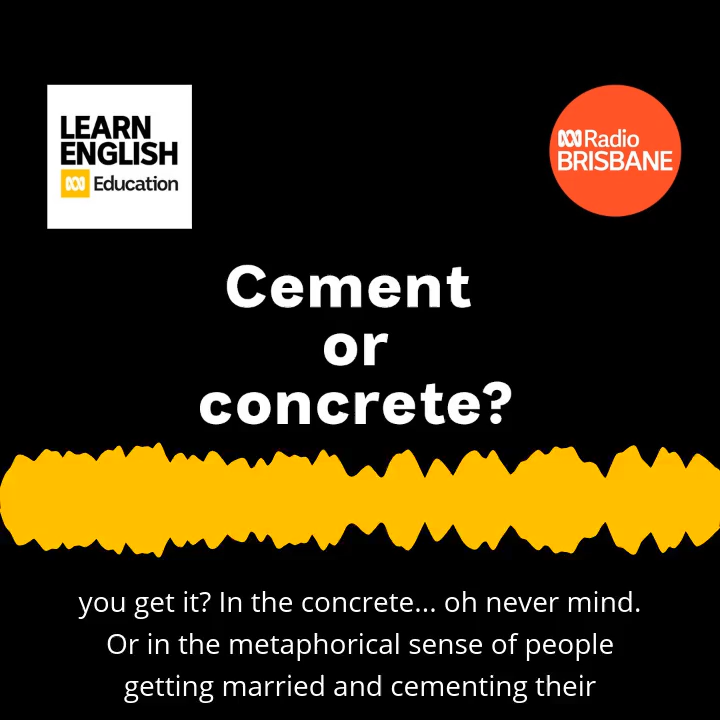 LEARN
ENGLISH
Education
Radio
BRISBANE
Cement
or
concrete?
you get it? In the concrete... oh never mind.
Or in the metaphorical sense of people
getting married and cementing their